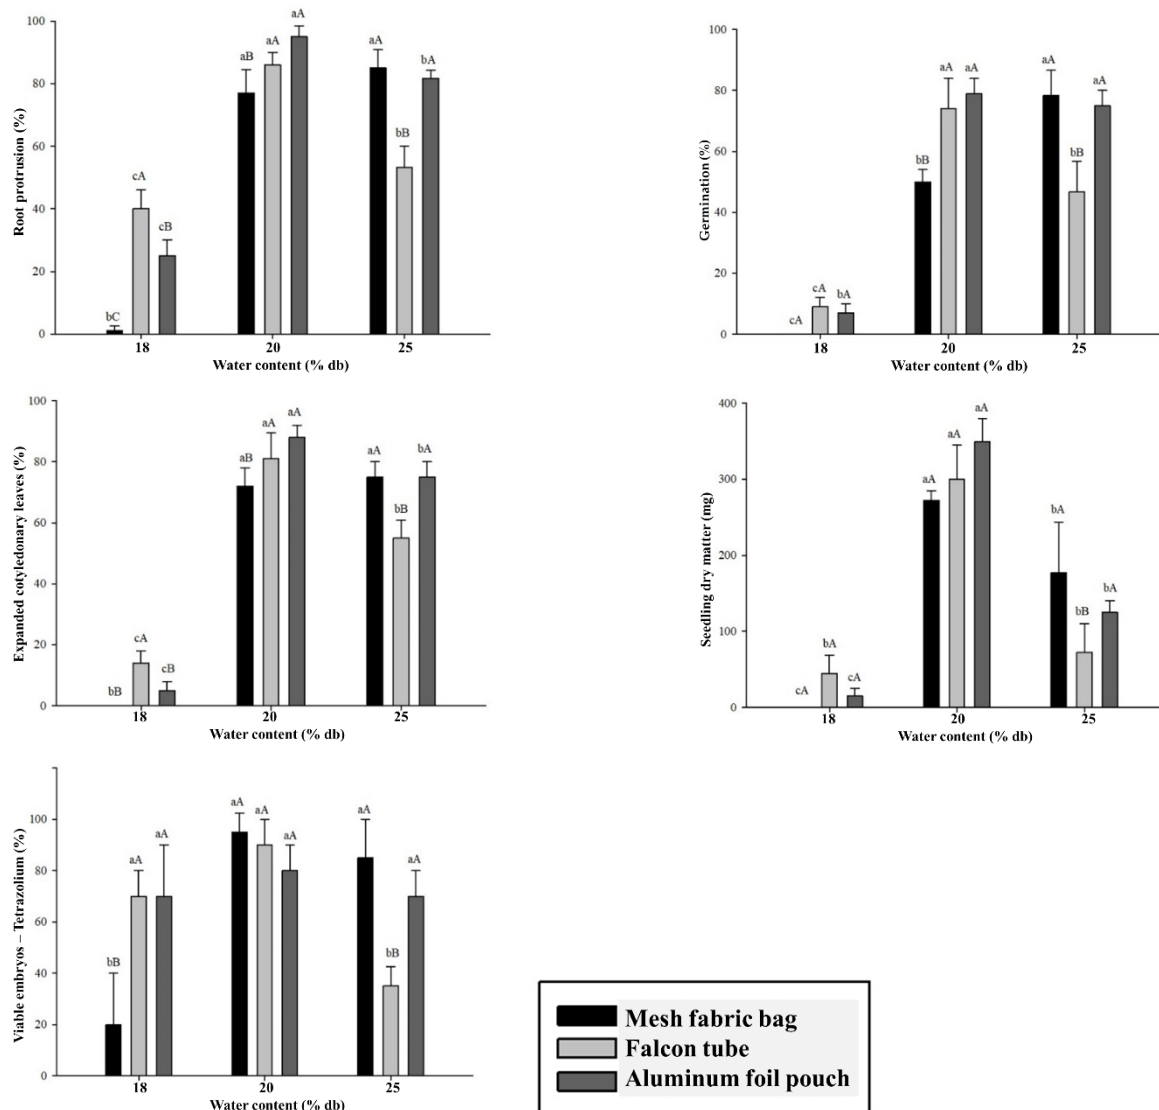 Root protrusion (%)
100
80
60
40
20
0
bC
cA
cB
aB
aA
aA
aA
bB
bA
18
20
25
Water content (% db)
Germination (%)
100
80
60
40
20
0
cA
cA
bA
bB
aA
aA
aA
bB
aA
18
20
25
Water content (% db)
Expanded cotyledonary leaves (%)
100
80
60
40
20
0
bB
cA
cB
aB
aA
aA
aA
bB
bA
18
20
25
Water content (% db)
Seedling dry matter (mg)
400
300
200
100
0
cA
bA
cA
aA
aA
aA
bA
bB
bA
18
20
25
Water content (% db)
Viable embryos – Tetrazolium (%)
100
80
60
40
20
0
bB
aA
aA
aA
aA
aA
aA
bB
aA
18
20
25
Water content (% db)
Mesh fabric bag
Falcon tube
Aluminum foil pouch